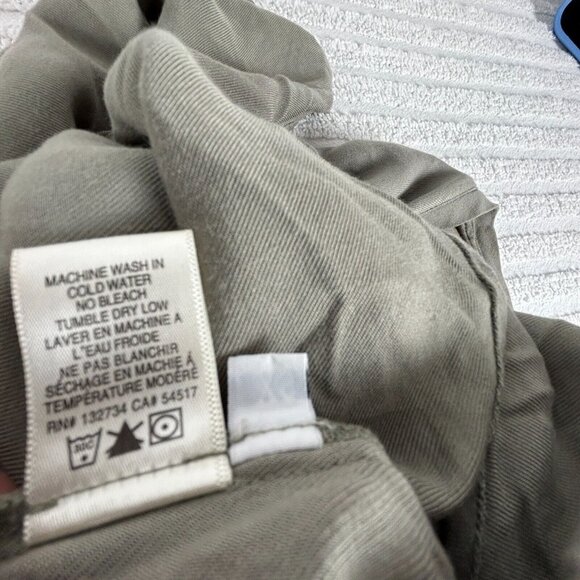 MACHINE WASH IN
COLD WATER
NO BLEACH
TUMBLE DRY LOW
LAVER EN MACHINE A
L'EAU FROIDE
NE PAS BLANCHIR
SÉCHAGE EN MACHIE À
TEMPÉRATURE MODÉRÉ
RN# 132734 CA# 54517
30C